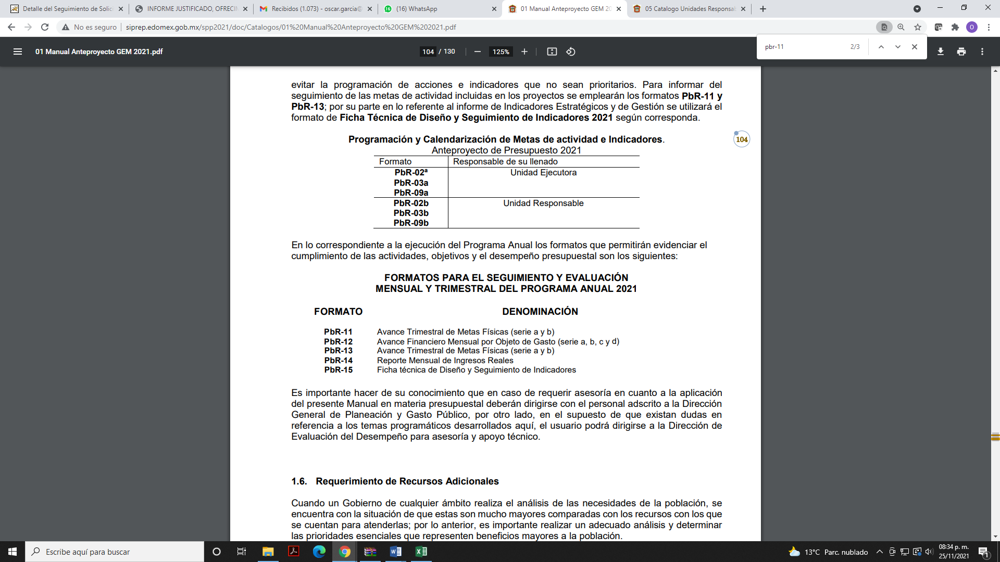 Detalle del Seguimiento de Solici
INFORME JUSTIFICADO, OFRECIM
Recibidos (1.073) - oscar.garcia@
(16) WhatsApp
01 Manual Anteproyecto GEM 20
05 Catalogo Unidades Responsab
No es seguro
siprep.edomex.gob.mx/spp2021/doc/Catalogos/01%20Manual%20Anteproyecto%20GEM%202021.pdf
O
01 Manual Anteproyecto GEM 2021.pdf
104 / 130
125%
pbr-11
2/3
evitar la programación de acciones e indicadores que no sean prioritarios. Para informar del
seguimiento de las metas de actividad incluidas en los proyectos se emplearán los formatos PbR-11 y
PbR-13; por su parte en lo referente al informe de Indicadores Estratégicos y de Gestión se utilizará el
formato de Ficha Técnica de Diseño y Seguimiento de Indicadores 2021 según corresponda.
104
Programación y Calendarización de Metas de actividad e Indicadores.
Anteproyecto de Presupuesto 2021
Formato Responsable de su llenado
PbR-02ª Unidad Ejecutora
PbR-03a
PbR-09a
PbR-02b Unidad Responsable
PbR-03b
PbR-09b
En lo correspondiente a la ejecución del Programa Anual los formatos que permitirán evidenciar el
cumplimiento de las actividades, objetivos y el desempeño presupuestal son los siguientes:
FORMATOS PARA EL SEGUIMIENTO Y EVALUACIÓN
MENSUAL Y TRIMESTRAL DEL PROGRAMA ANUAL 2021
FORMATO DENOMINACIÓN
PbR-11 Avance Trimestral de Metas Físicas (serie a y b)
PbR-12 Avance Financiero Mensual por Objeto de Gasto (serie a, b, c y d)
PbR-13 Avance Trimestral de Metas Físicas (serie a y b)
PbR-14 Reporte Mensual de Ingresos Reales
PbR-15 Ficha técnica de Diseño y Seguimiento de Indicadores
Es importante hacer de su conocimiento que en caso de requerir asesoría en cuanto a la aplicación
del presente Manual en materia presupuestal deberán dirigirse con el personal adscrito a la Dirección
General de Planeación y Gasto Público, por otro lado, en el supuesto de que existan dudas en
referencia a los temas programáticos desarrollados aquí, el usuario podrá dirigirse a la Dirección de
Evaluación del Desempeño para asesoría y apoyo técnico.
1.6. Requerimiento de Recursos Adicionales
Cuando un Gobierno de cualquier ámbito realiza el análisis de las necesidades de la población, se
encuentra con la situación de que estas son mucho mayores comparadas con los recursos con los que
se cuentan para atenderlas; por lo anterior, es importante realizar un adecuado análisis y determinar
las prioridades esenciales que representen beneficios mayores a la población.
Escribe aquí para buscar
13°C Parc. nublado
08:34 p. m.
25/11/2021
1